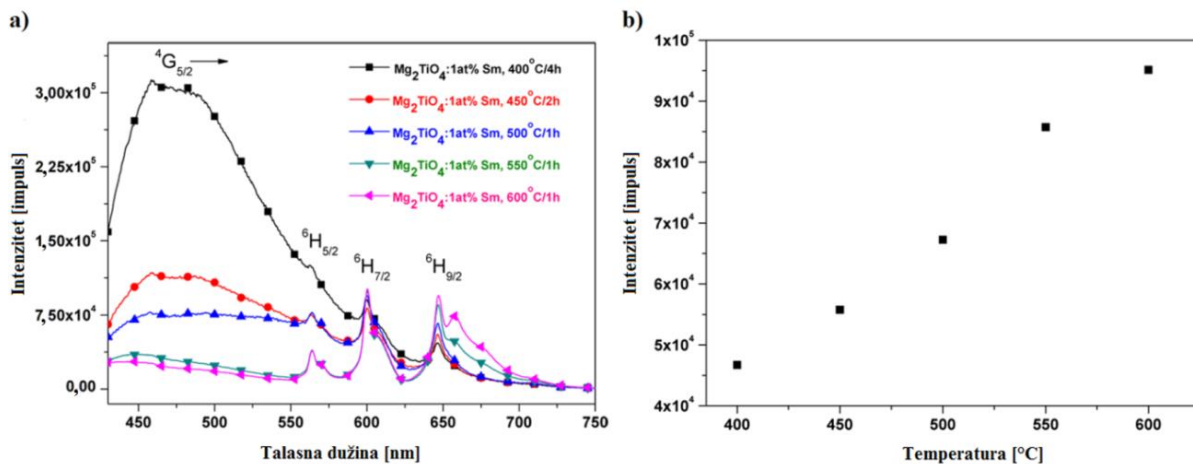 a)
Intenzitet [impuls]
3,00x10⁵
2,25x10⁵
1,50x10⁵
7,50x10⁴
0,00
⁴G₅/₂
Mg₂TiO₄:1at% Sm, 400°C/4h
Mg₂TiO₄:1at% Sm, 450°C/2h
Mg₂TiO₄:1at% Sm, 500°C/1h
Mg₂TiO₄:1at% Sm, 550°C/1h
Mg₂TiO₄:1at% Sm, 600°C/1h
⁶H₅/₂
⁶H₇/₂
⁶H₉/₂
450 500 550 600 650 700 750
Talasna dužina [nm]
b)
Intenzitet [impuls]
1x10⁵
9x10⁴
8x10⁴
7x10⁴
6x10⁴
5x10⁴
4x10⁴
400 450 500 550 600
Temperatura [°C]